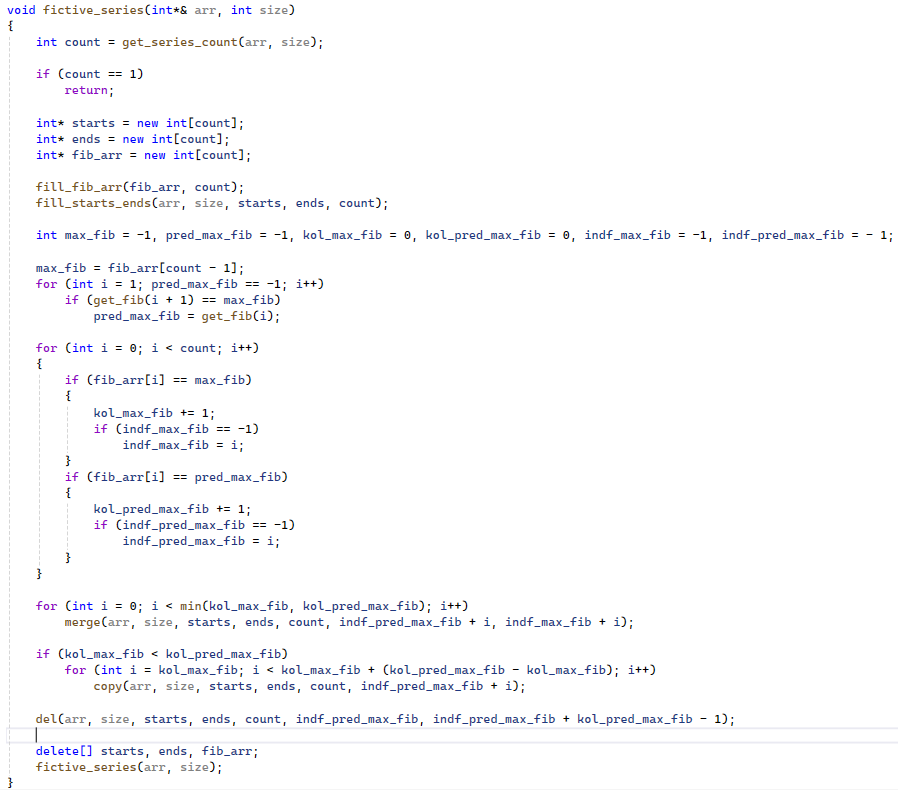 void fictive_series(int*& arr, int size)
{
    int count = get_series_count(arr, size);

    if (count == 1)
        return;

    int* starts = new int[count];
    int* ends = new int[count];
    int* fib_arr = new int[count];

    fill_fib_arr(fib_arr, count);
    fill_starts_ends(arr, size, starts, ends, count);

    int max_fib = -1, pred_max_fib = -1, kol_max_fib = 0, kol_pred_max_fib = 0, indf_max_fib = -1, indf_pred_max_fib = - 1;

    max_fib = fib_arr[count - 1];
    for (int i = 1; pred_max_fib == -1; i++)
        if (get_fib(i + 1) == max_fib)
            pred_max_fib = get_fib(i);

    for (int i = 0; i < count; i++)
    {
        if (fib_arr[i] == max_fib)
        {
            kol_max_fib += 1;
            if (indf_max_fib == -1)
                indf_max_fib = i;
        }
        if (fib_arr[i] == pred_max_fib)
        {
            kol_pred_max_fib += 1;
            if (indf_pred_max_fib == -1)
                indf_pred_max_fib = i;
        }
    }

    for (int i = 0; i < min(kol_max_fib, kol_pred_max_fib); i++)
        merge(arr, size, starts, ends, count, indf_pred_max_fib + i, indf_max_fib + i);

    if (kol_max_fib < kol_pred_max_fib)
        for (int i = kol_max_fib; i < kol_max_fib + (kol_pred_max_fib - kol_max_fib); i++)
            copy(arr, size, starts, ends, count, indf_pred_max_fib + i);

    del(arr, size, starts, ends, count, indf_pred_max_fib, indf_pred_max_fib + kol_pred_max_fib - 1);

    delete[] starts, ends, fib_arr;
    fictive_series(arr, size);
}